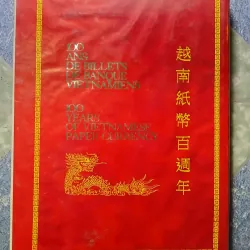 100
ANS
DE BILLETS
DE BANQUE
VIETNAMIENS
100
YEARS
OF VIETNAMESE
PAPER CURRENCY
越南紙幣百週年